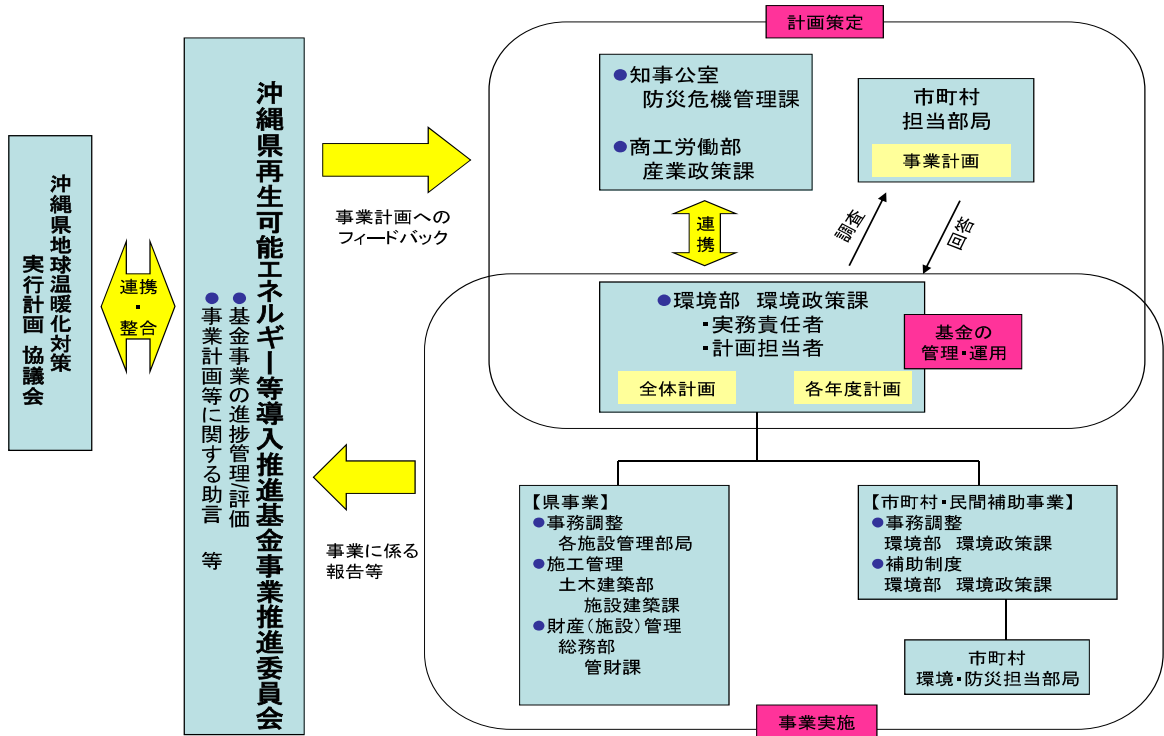 沖縄県地球温暖化対策
実行計画 協議会
連携
・
整合
沖縄県再生可能エネルギー等導入推進基金事業推進委員会
●基金事業の進捗管理/評価
●事業計画等に関する助言 等
事業計画への
フィードバック
事業に係る
報告等
計画策定
●知事公室
防災危機管理課
●商工労働部
産業政策課
市町村
担当部局
事業計画
連
携
調査
回答
●環境部 環境政策課
・実務責任者
・計画担当者
全体計画
各年度計画
基金の
管理・運用
【県事業】
●事務調整
各施設管理部局
●施工管理
土木建築部
施設建築課
●財産(施設)管理
総務部
管財課
【市町村・民間補助事業】
●事務調整
環境部 環境政策課
●補助制度
環境部 環境政策課
市町村
環境・防災担当部局
事業実施